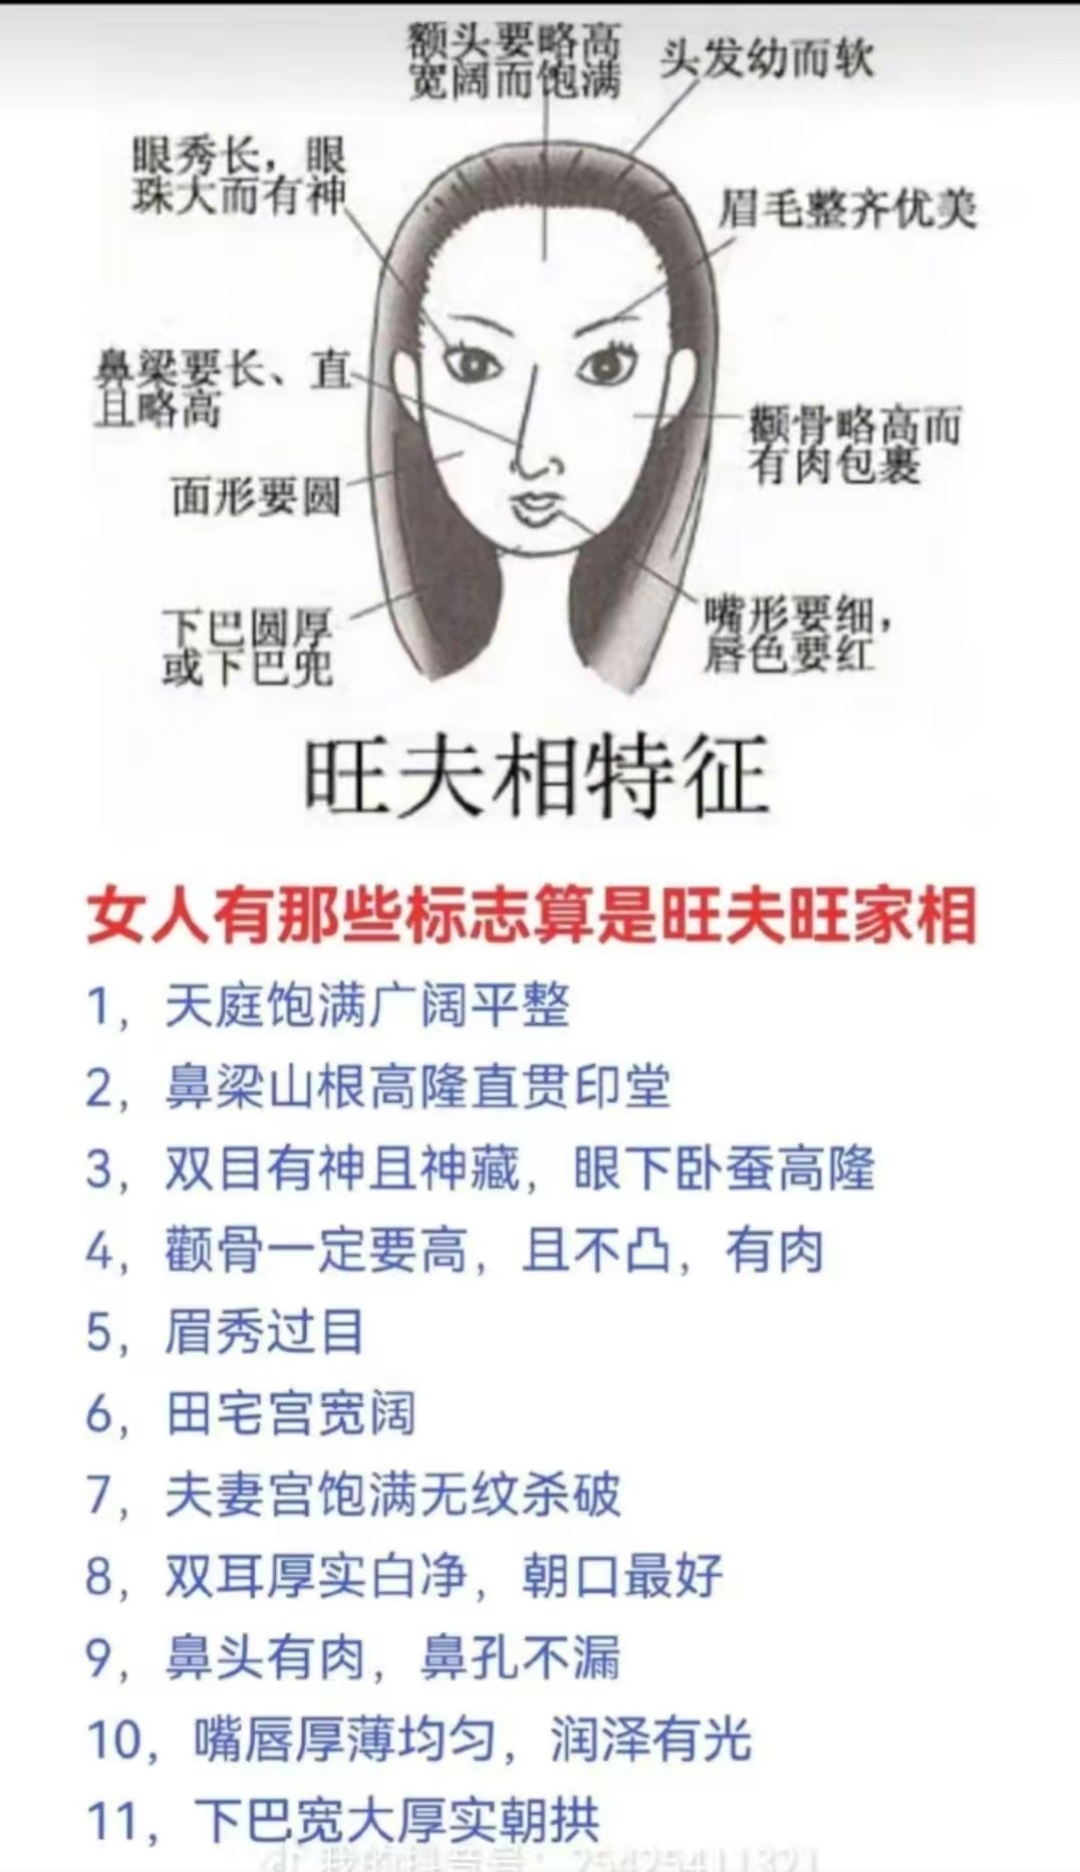 额头要略高
宽阔而饱满
头发幼而软
眼秀长，眼
珠大而有神
眉毛整齐优美
鼻梁要长、直
且略高
颧骨略高而
有肉包裹
面形要圆
下巴圆厚
或下巴兜
嘴形要细，
唇色要红
旺夫相特征
女人有那些标志算是旺夫旺家相
1，天庭饱满广阔平整
2，鼻梁山根高隆直贯印堂
3，双目有神且神藏，眼下卧蚕高隆
4，颧骨一定要高，且不凸，有肉
5，眉秀过目
6，田宅宫宽阔
7，夫妻宫饱满无纹杀破
8，双耳厚实白净，朝口最好
9，鼻头有肉，鼻孔不漏
10，嘴唇厚薄均匀，润泽有光
11，下巴宽大厚实朝拱